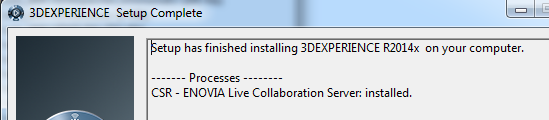 3DEXPERIENCE Setup Complete
Setup has finished installing 3DEXPERIENCE R2014x on your computer.
------- Processes --------
CSR - ENOVIA Live Collaboration Server: installed.